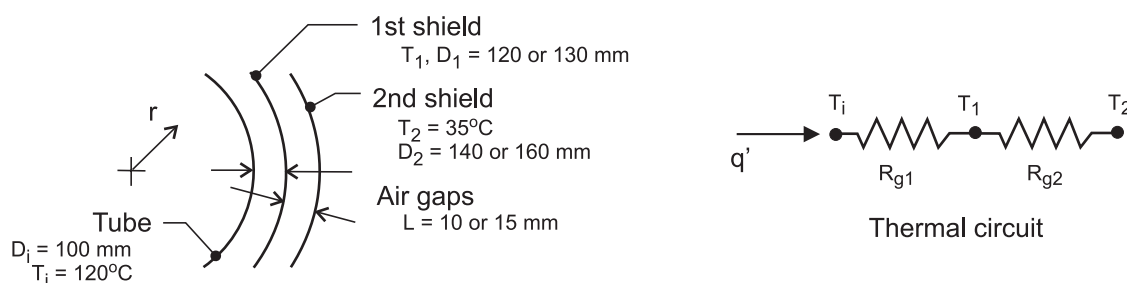 1st shield
T1, D1 = 120 or 130 mm
2nd shield
T2 = 35°C
D2 = 140 or 160 mm
Air gaps
L = 10 or 15 mm
r
Tube
Di = 100 mm
Ti = 120°C
Ti
T1
T2
q’
Rg1
Rg2
Thermal circuit